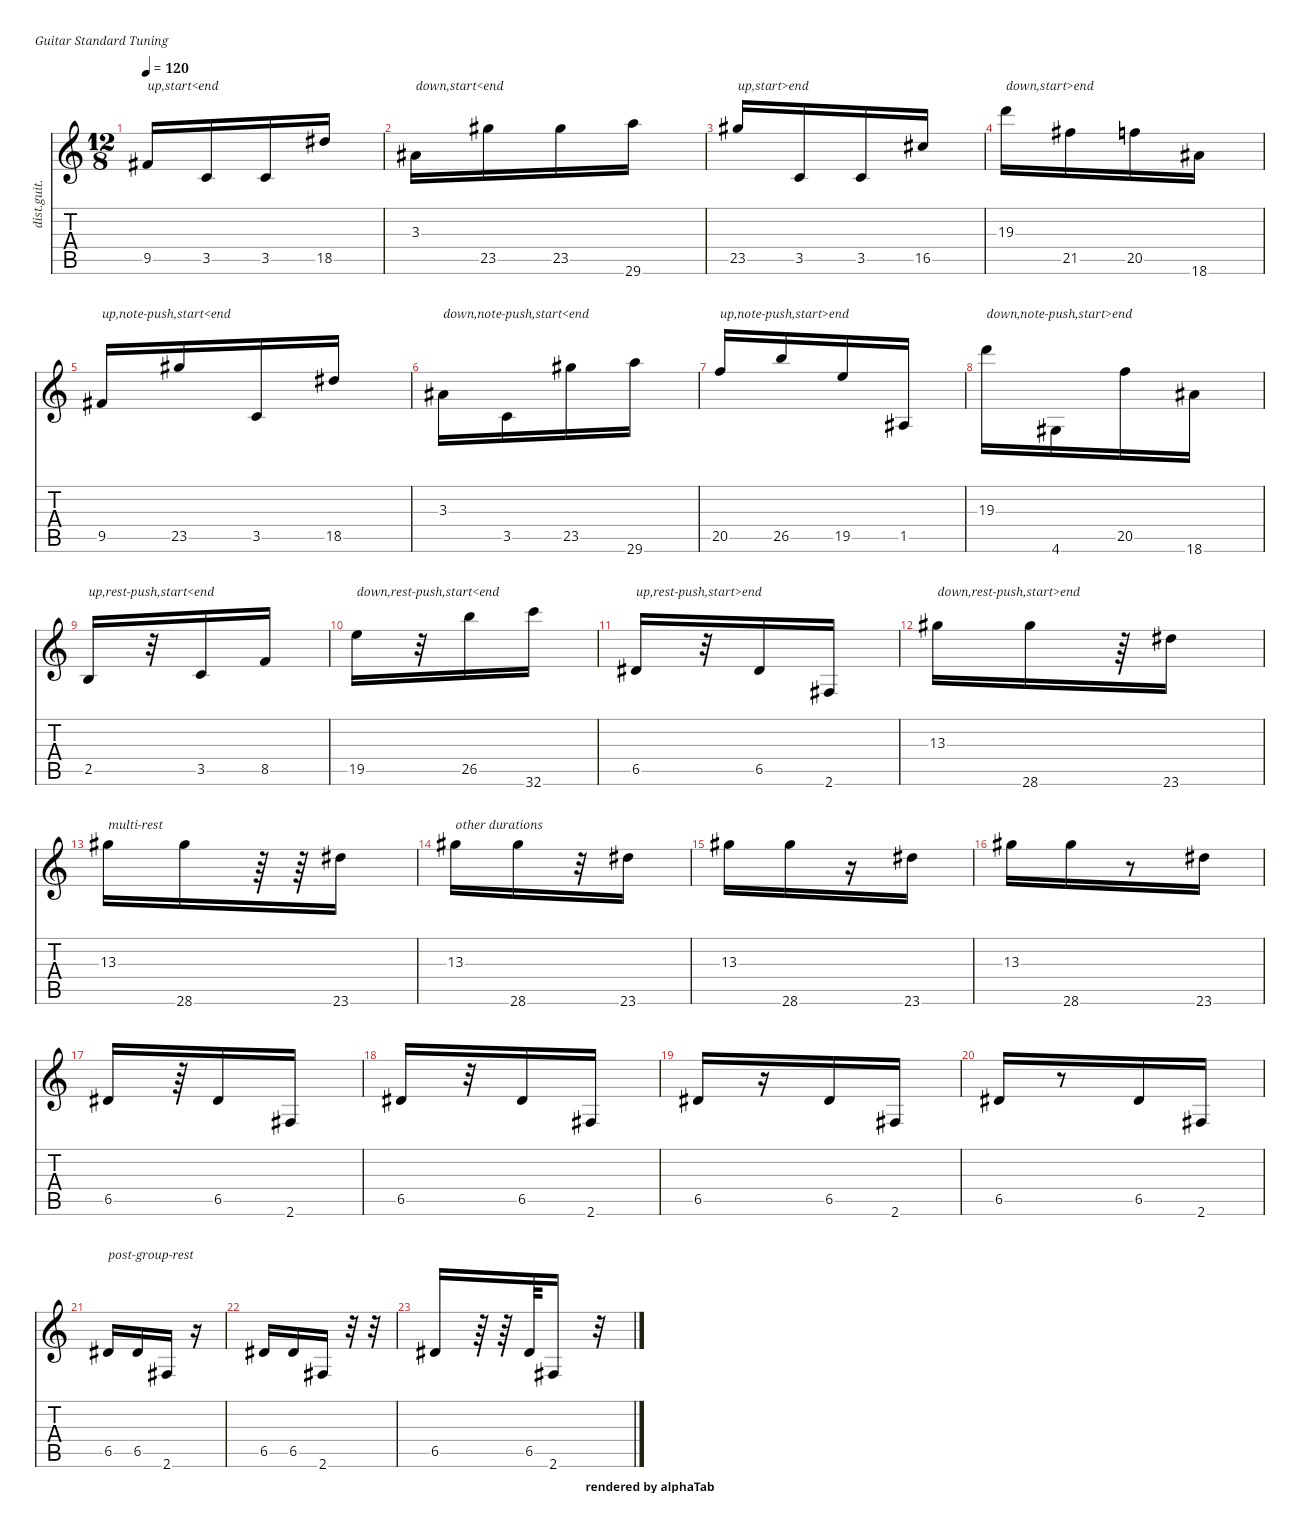 Guitar Standard Tuning
= 120
up,start<end down,start<end up,start>end down,start>end
1 2 3 4
12
8
dist.guit.
T
A
B
3 19
9 3 3 18 23 23 23 3 3 16 21 20
29 18
up,note-push,start<end down,note-push,start<end up,note-push,start>end down,note-push,start>end
5 6 7 8
T
A
B
3 19
9 23 3 18 3 23 20 26 19 1 20
29 4 18
up,rest-push,start<end down,rest-push,start<end up,rest-push,start>end down,rest-push,start>end
9 10 11 12
T
A
B
13
2 3 8 19 26 6 6
32 2 28 23
multi-rest other durations
13 14 15 16
T
A
B
13 13 13 13
28 23 28 23 28 23 28 23
17 18 19 20
T
A
B
6 6 6 6 6 6 6 6
2 2 2 2
post-group-rest
21 22 23
T
A
B
6 6 6 6 6 6
2 2 2
rendered by alphaTab